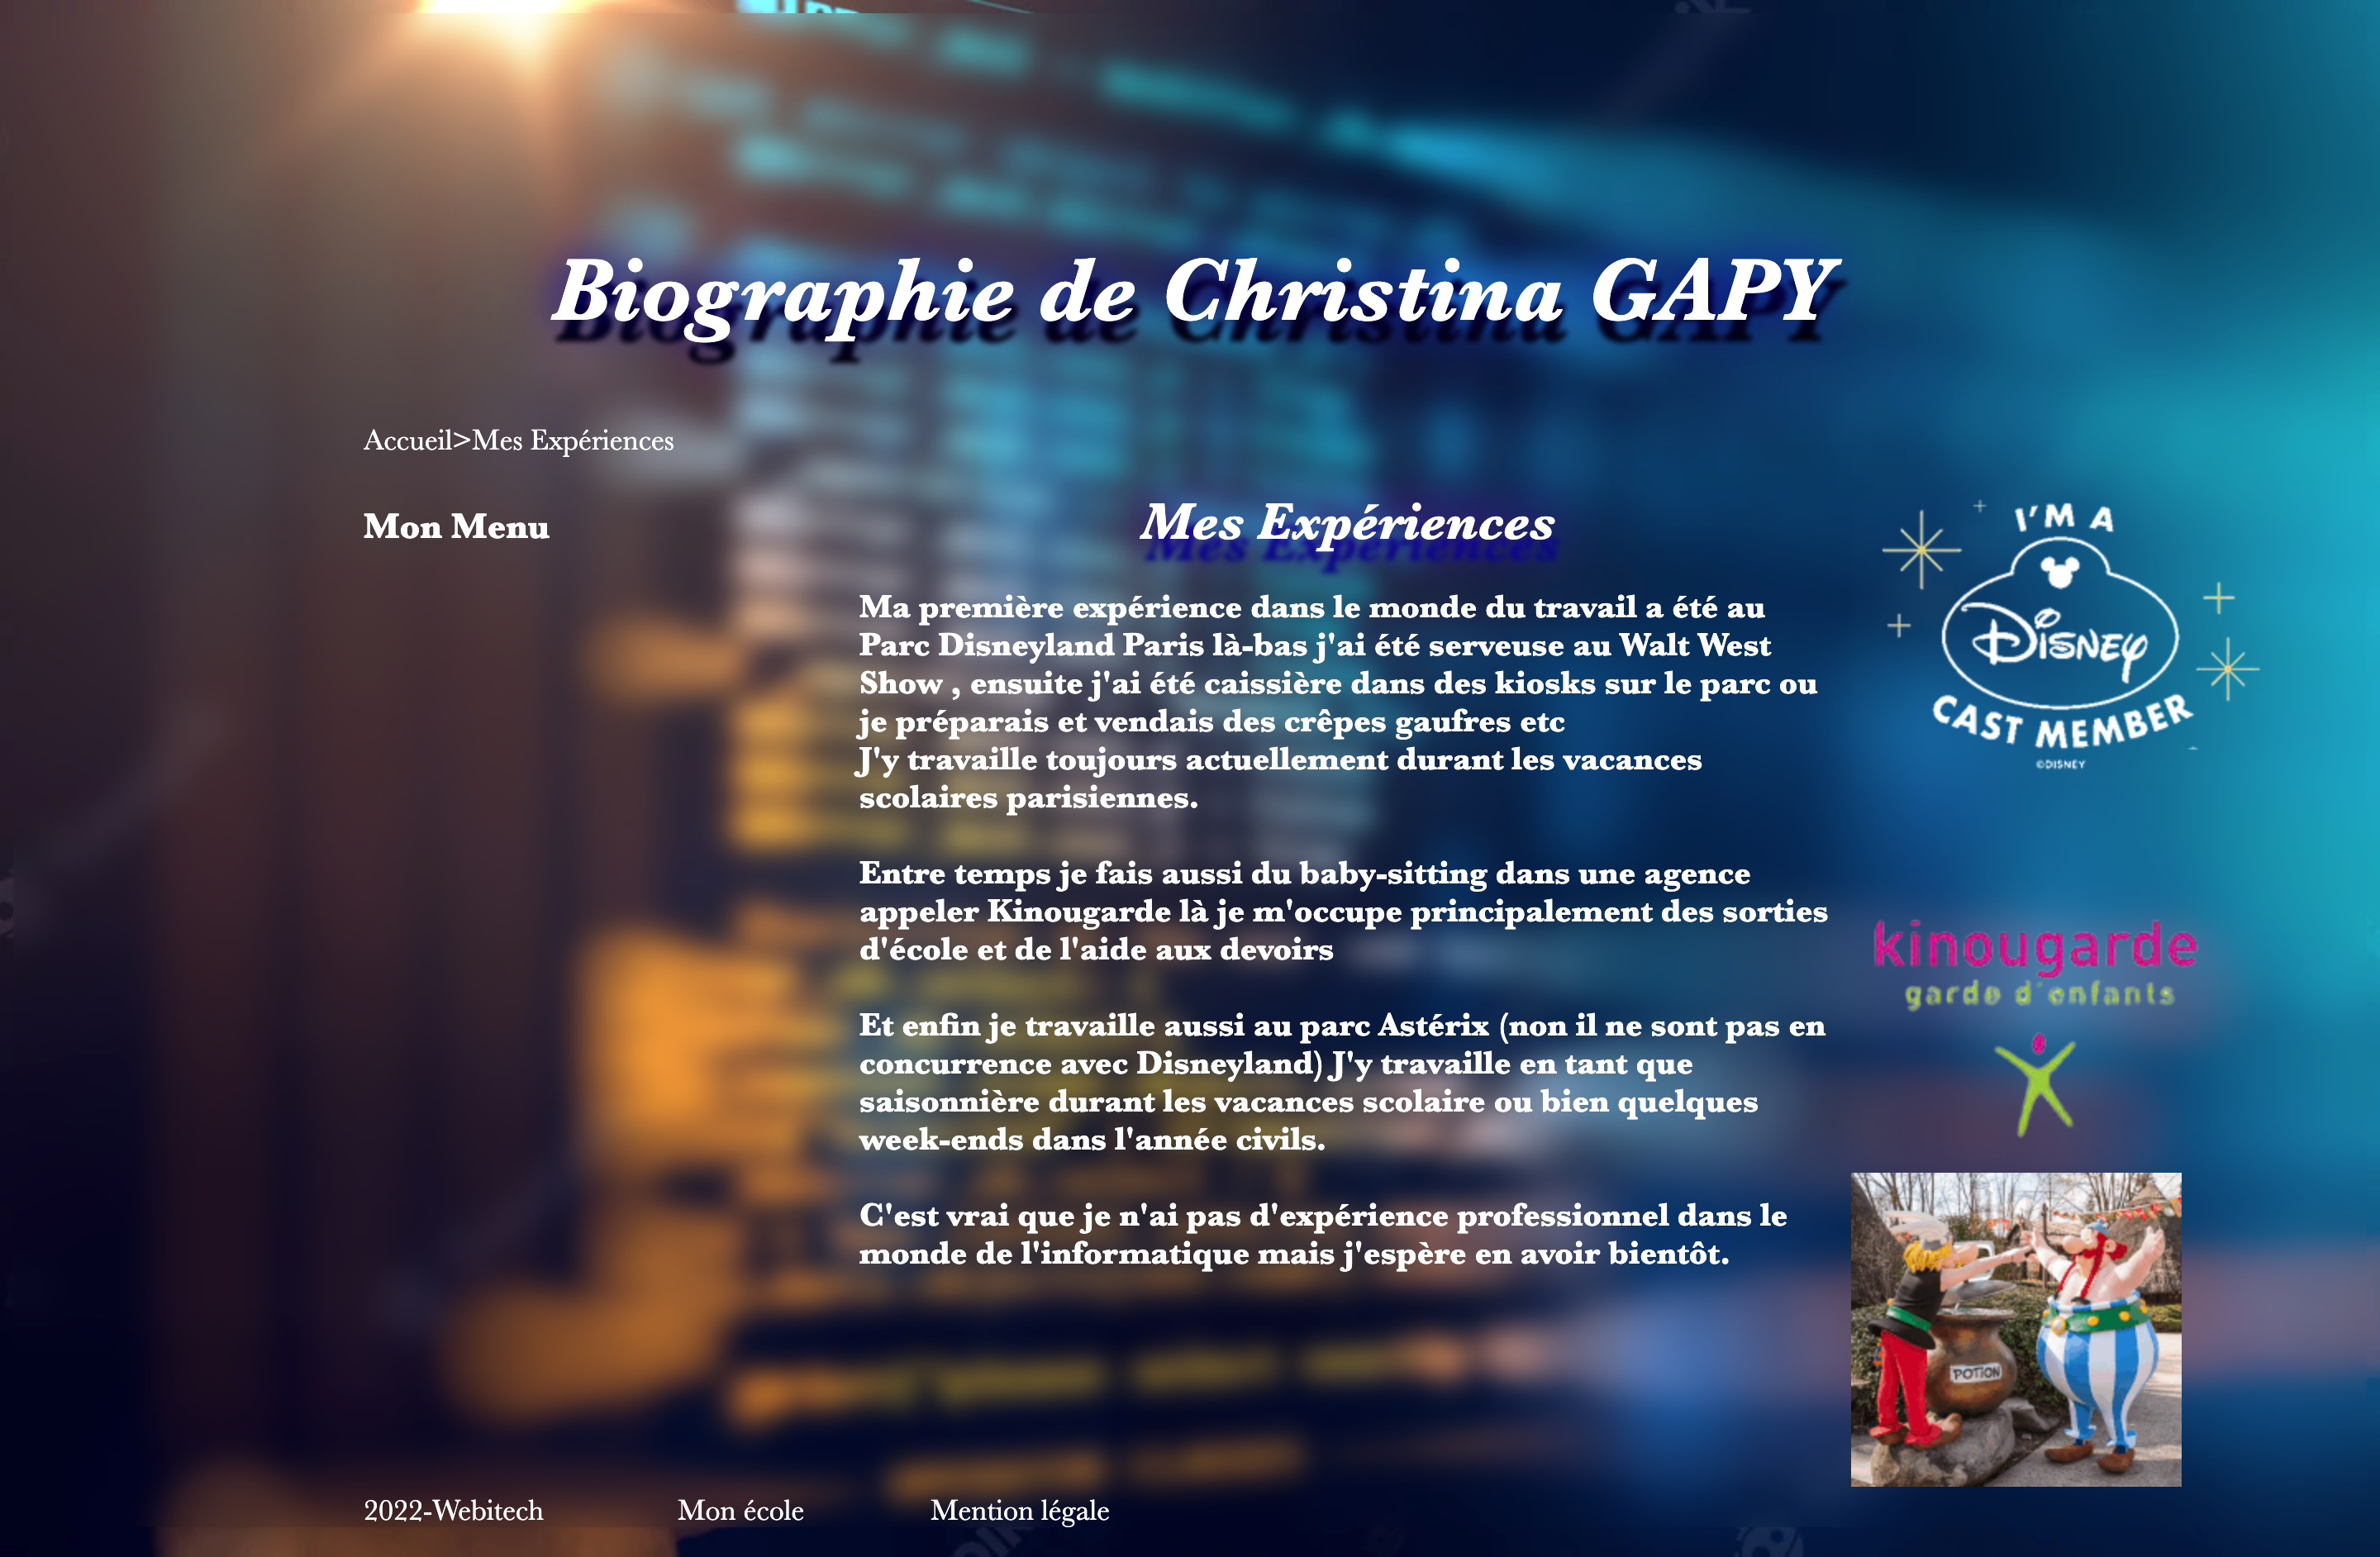 Biographie de Christina GAPY
Accueil>Mes Expériences
Mon Menu
Mes Expériences
Ma première expérience dans le monde du travail a été au
Parc Disneyland Paris là-bas j'ai été serveuse au Walt West
Show , ensuite j'ai été caissière dans des kiosks sur le parc ou
je préparais et vendais des crêpes gaufres etc
J'y travaille toujours actuellement durant les vacances
scolaires parisiennes.
Entre temps je fais aussi du baby-sitting dans une agence
appeler Kinougarde là je m'occupe principalement des sorties
d'école et de l'aide aux devoirs
Et enfin je travaille aussi au parc Astérix (non il ne sont pas en
concurrence avec Disneyland) J'y travaille en tant que
saisonnière durant les vacances scolaire ou bien quelques
week-ends dans l'année civils.
C'est vrai que je n'ai pas d'expérience professionnel dans le
monde de l'informatique mais j'espère en avoir bientôt.
I'M A
Disney
CAST MEMBER
©DISNEY
kinougarde
garde d'enfants
POTION
2022-Webitech
Mon école
Mention légale